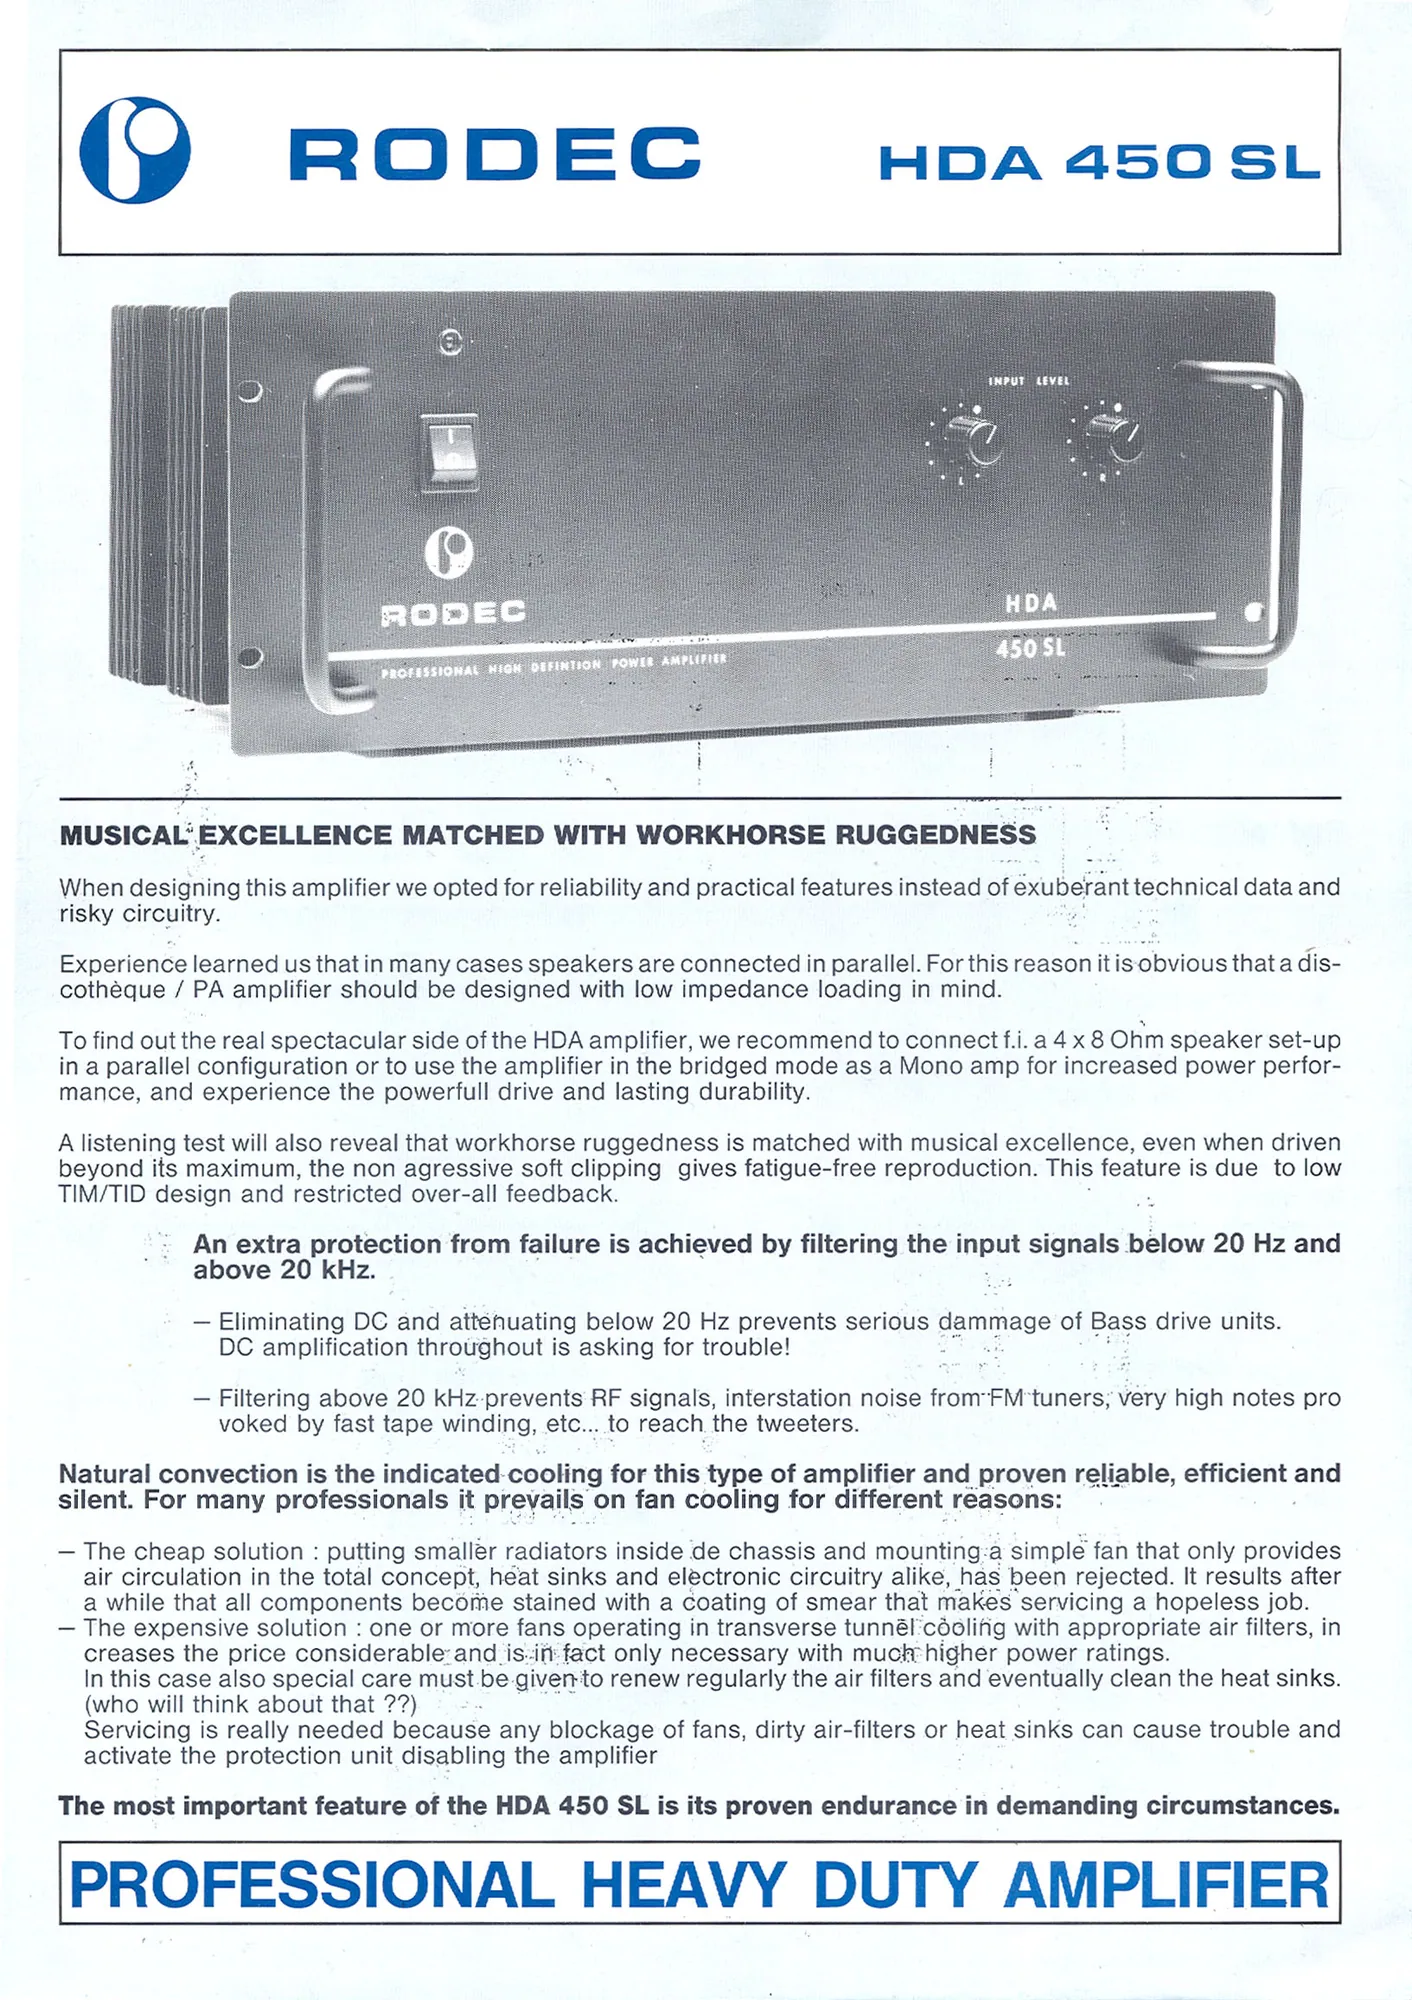 RODEC HDA 450 SL
INPUT LEVEL
L R
RODEC
HDA
450 SL
PROFESSIONAL HIGH DEFINTION POWER AMPLIFIER
MUSICAL EXCELLENCE MATCHED WITH WORKHORSE RUGGEDNESS
When designing this amplifier we opted for reliability and practical features instead of exuberant technical data and
risky circuitry.
Experience learned us that in many cases speakers are connected in parallel. For this reason it is obvious that a dis-
cothèque / PA amplifier should be designed with low impedance loading in mind.
To find out the real spectacular side of the HDA amplifier, we recommend to connect f.i. a 4 x 8 Ohm speaker set-up
in a parallel configuration or to use the amplifier in the bridged mode as a Mono amp for increased power perfor-
mance, and experience the powerfull drive and lasting durability.
A listening test will also reveal that workhorse ruggedness is matched with musical excellence, even when driven
beyond its maximum, the non agressive soft clipping gives fatigue-free reproduction. This feature is due to low
TIM/TID design and restricted over-all feedback.
An extra protection from failure is achieved by filtering the input signals below 20 Hz and
above 20 kHz.
– Eliminating DC and attenuating below 20 Hz prevents serious dammage of Bass drive units.
DC amplification throughout is asking for trouble!
– Filtering above 20 kHz prevents RF signals, interstation noise from FM tuners, very high notes pro
voked by fast tape winding, etc... to reach the tweeters.
Natural convection is the indicated cooling for this type of amplifier and proven reliable, efficient and
silent. For many professionals it prevails on fan cooling for different reasons:
– The cheap solution : putting smaller radiators inside de chassis and mounting a simple fan that only provides
air circulation in the total concept, heat sinks and electronic circuitry alike, has been rejected. It results after
a while that all components become stained with a coating of smear that makes servicing a hopeless job.
– The expensive solution : one or more fans operating in transverse tunnel cooling with appropriate air filters, in
creases the price considerable and is in fact only necessary with much higher power ratings.
In this case also special care must be given to renew regularly the air filters and eventually clean the heat sinks.
(who will think about that ??)
Servicing is really needed because any blockage of fans, dirty air-filters or heat sinks can cause trouble and
activate the protection unit disabling the amplifier
The most important feature of the HDA 450 SL is its proven endurance in demanding circumstances.
PROFESSIONAL HEAVY DUTY AMPLIFIER